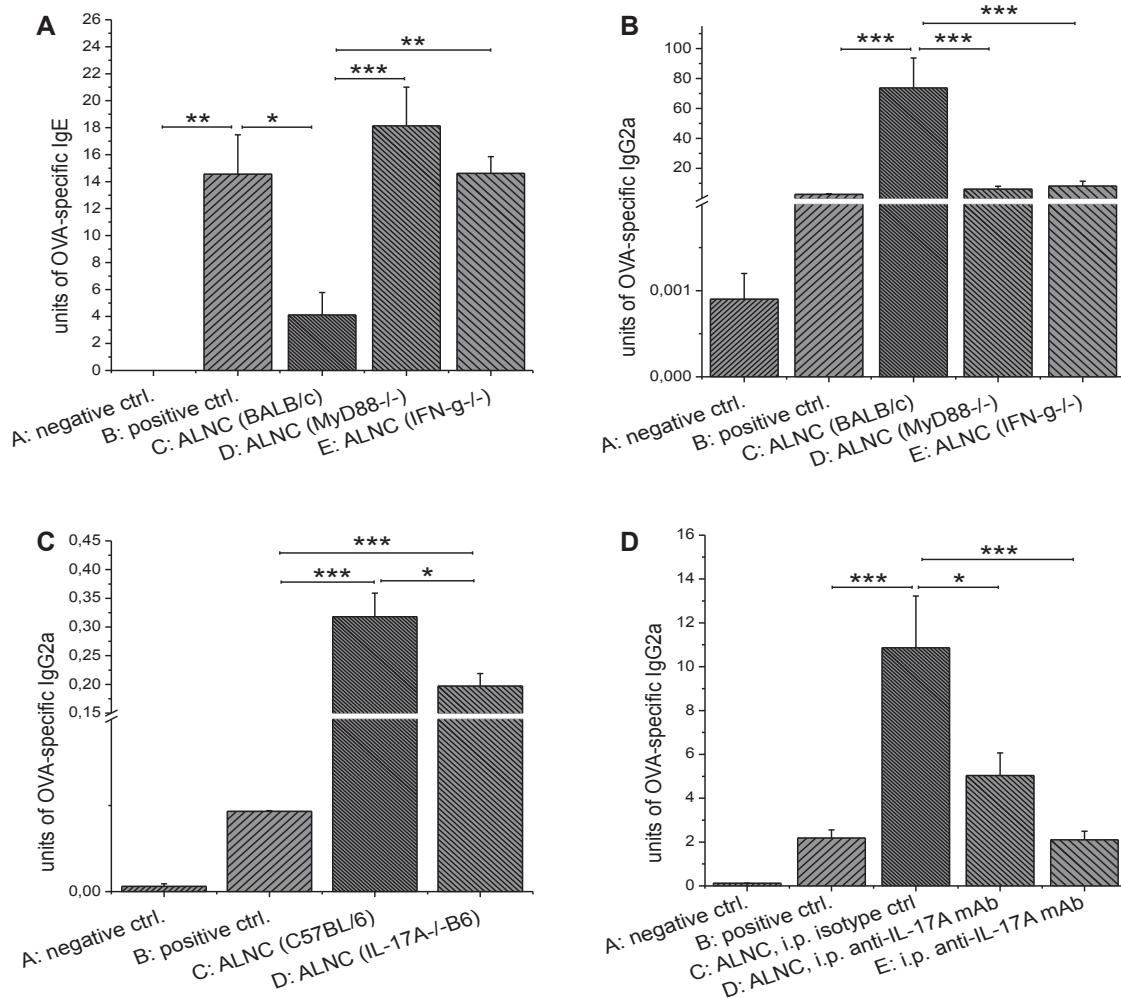 A
units of OVA-specific IgE
26
24
22
20
18
16
14
12
10
8
6
4
2
0
** *
***
**
A: negative ctrl.
B: positive ctrl.
C: ALNC (BALB/c)
D: ALNC (MyD88-/-)
E: ALNC (IFN-g-/-)
B
units of OVA-specific IgG2a
100
80
60
40
20
0,001
0,000
*** ***
***
A: negative ctrl.
B: positive ctrl.
C: ALNC (BALB/c)
D: ALNC (MyD88-/-)
E: ALNC (IFN-g-/-)
C
units of OVA-specific IgG2a
0,45
0,40
0,35
0,30
0,25
0,20
0,15
0,00
***
*** *
A: negative ctrl.
B: positive ctrl.
C: ALNC (C57BL/6)
D: ALNC (IL-17A-/-B6)
D
units of OVA-specific IgG2a
16
14
12
10
8
6
4
2
0
***
*** *
A: negative ctrl.
B: positive ctrl.
C: ALNC, i.p. isotype ctrl
D: ALNC, i.p. anti-IL-17A mAb
E: i.p. anti-IL-17A mAb